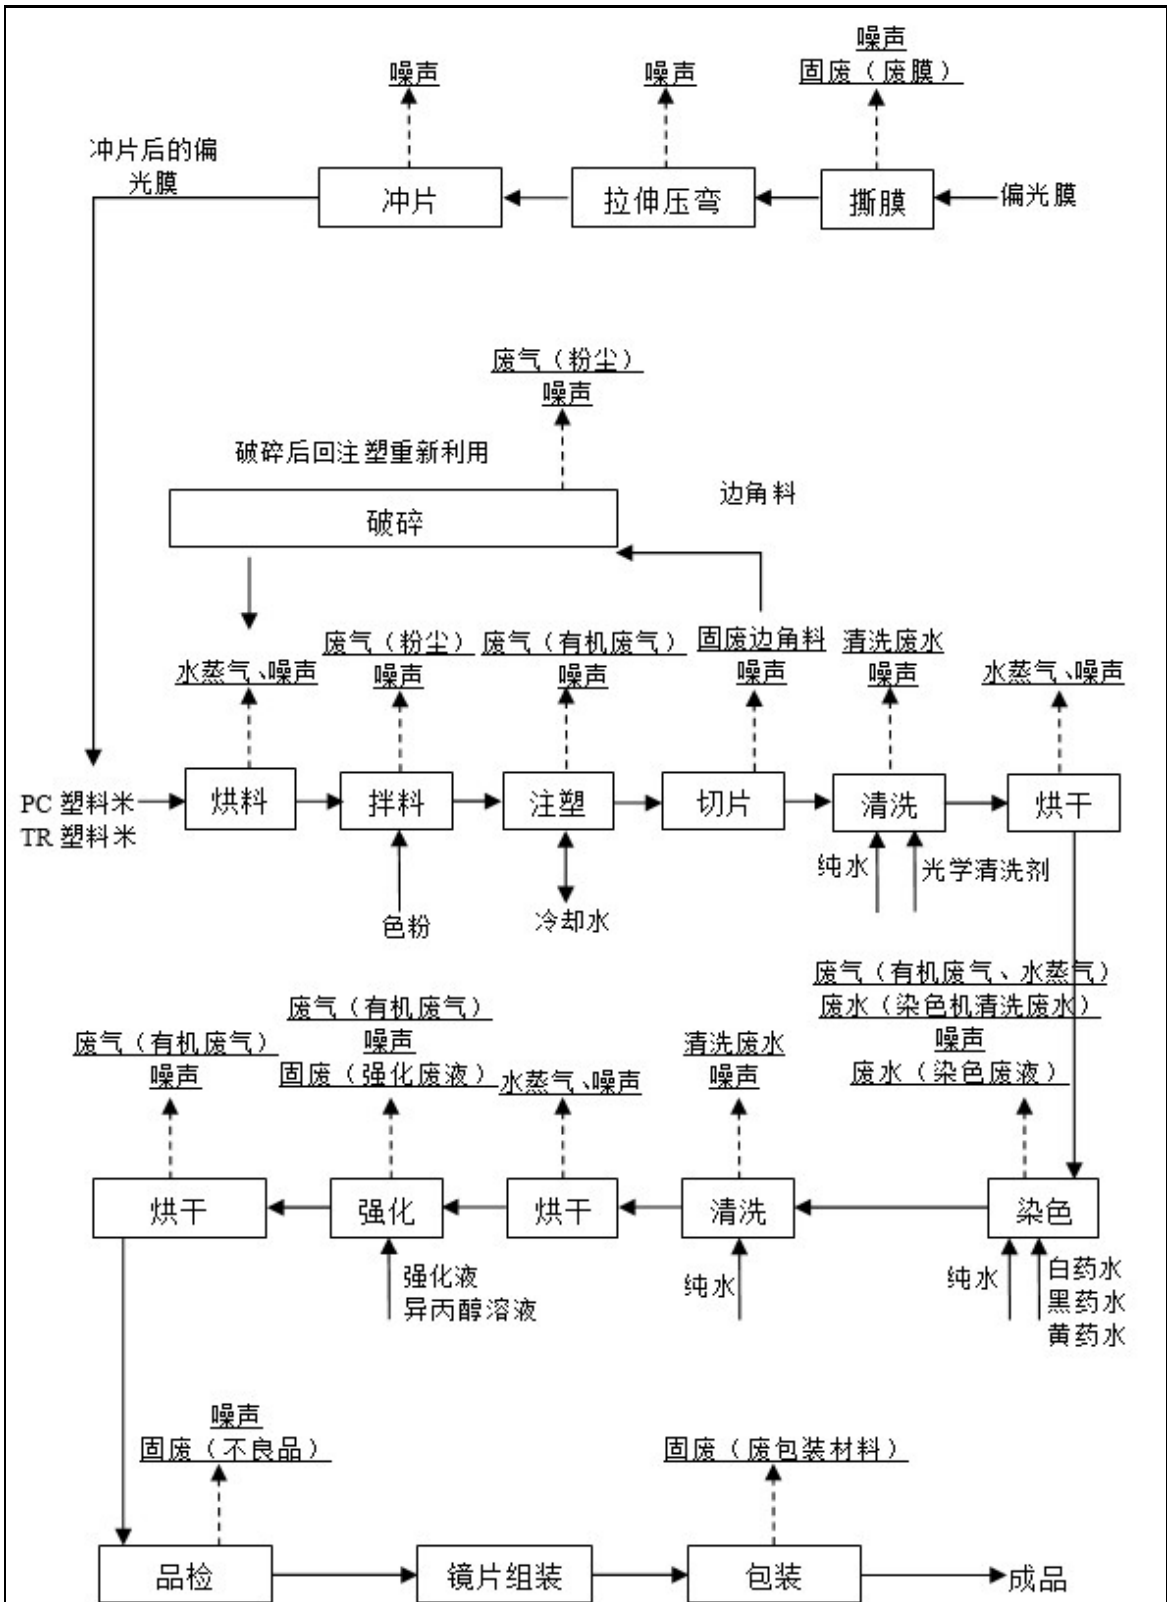 噪声
固废（废膜）
噪声
噪声
冲片后的偏
光膜
冲片
拉伸压弯
撕膜
偏光膜
废气（粉尘）
噪声
破碎后回注塑重新利用
边角料
破碎
水蒸气、噪声
废气（粉尘）
噪声
废气（有机废气）
噪声
固废边角料
噪声
清洗废水
噪声
水蒸气、噪声
PC 塑料米
TR 塑料米
烘料
拌料
注塑
切片
清洗
烘干
色粉
冷却水
纯水
光学清洗剂
废气（有机废气）
噪声
废气（有机废气）
噪声
固废（强化废液）
水蒸气、噪声
清洗废水
噪声
废气（有机废气、水蒸气）
废水（染色机清洗废水）
噪声
废水（染色废液）
烘干
强化
烘干
清洗
染色
强化液
异丙醇溶液
纯水
纯水
白药水
黑药水
黄药水
噪声
固废（不良品）
固废（废包装材料）
品检
镜片组装
包装
成品